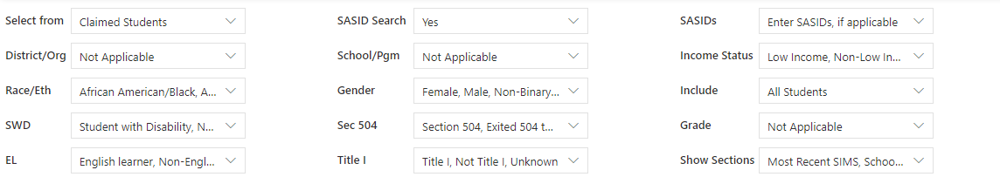 Select from Claimed Students SASID Search Yes SASIDs Enter SASIDs, if applicable
District/Org Not Applicable School/Pgm Not Applicable Income Status Low Income, Non-Low In...
Race/Eth African American/Black, A... Gender Female, Male, Non-Binary... Include All Students
SWD Student with Disability, N... Sec 504 Section 504, Exited 504 t... Grade Not Applicable
EL English learner, Non-Engl... Title I Title I, Not Title I, Unknown Show Sections Most Recent SIMS, Schoo...